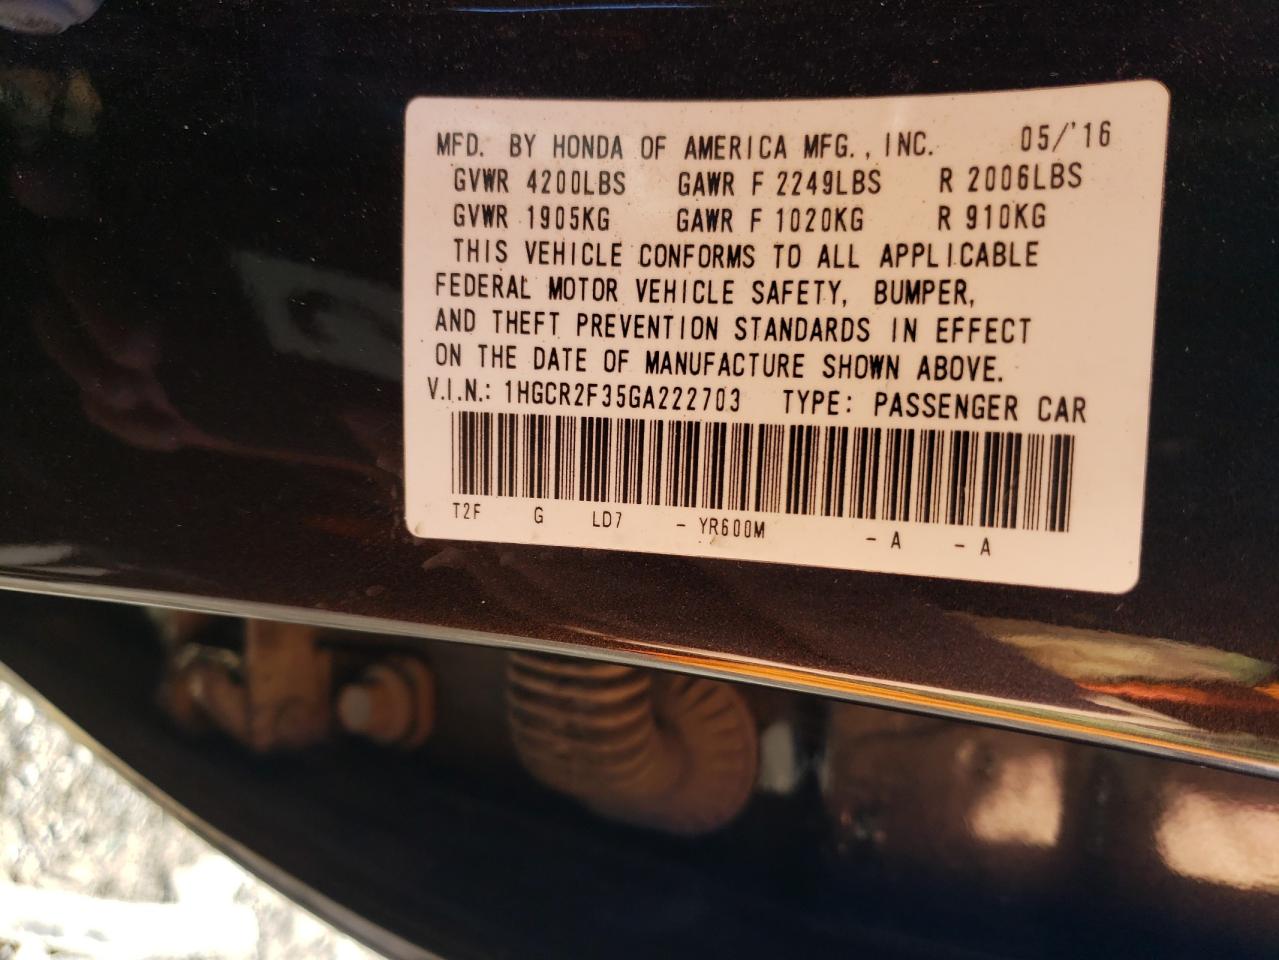 MFD. BY HONDA OF AMERICA MFG., INC. 05/'16
GVWR 4200LBS GAWR F 2249LBS R 2006LBS
GVWR 1905KG GAWR F 1020KG R 910KG
THIS VEHICLE CONFORMS TO ALL APPLICABLE
FEDERAL MOTOR VEHICLE SAFETY, BUMPER,
AND THEFT PREVENTION STANDARDS IN EFFECT
ON THE DATE OF MANUFACTURE SHOWN ABOVE.
V.I.N.: 1HGCR2F35GA222703 TYPE: PASSENGER CAR
T2F G LD7 - YR600M - A - A